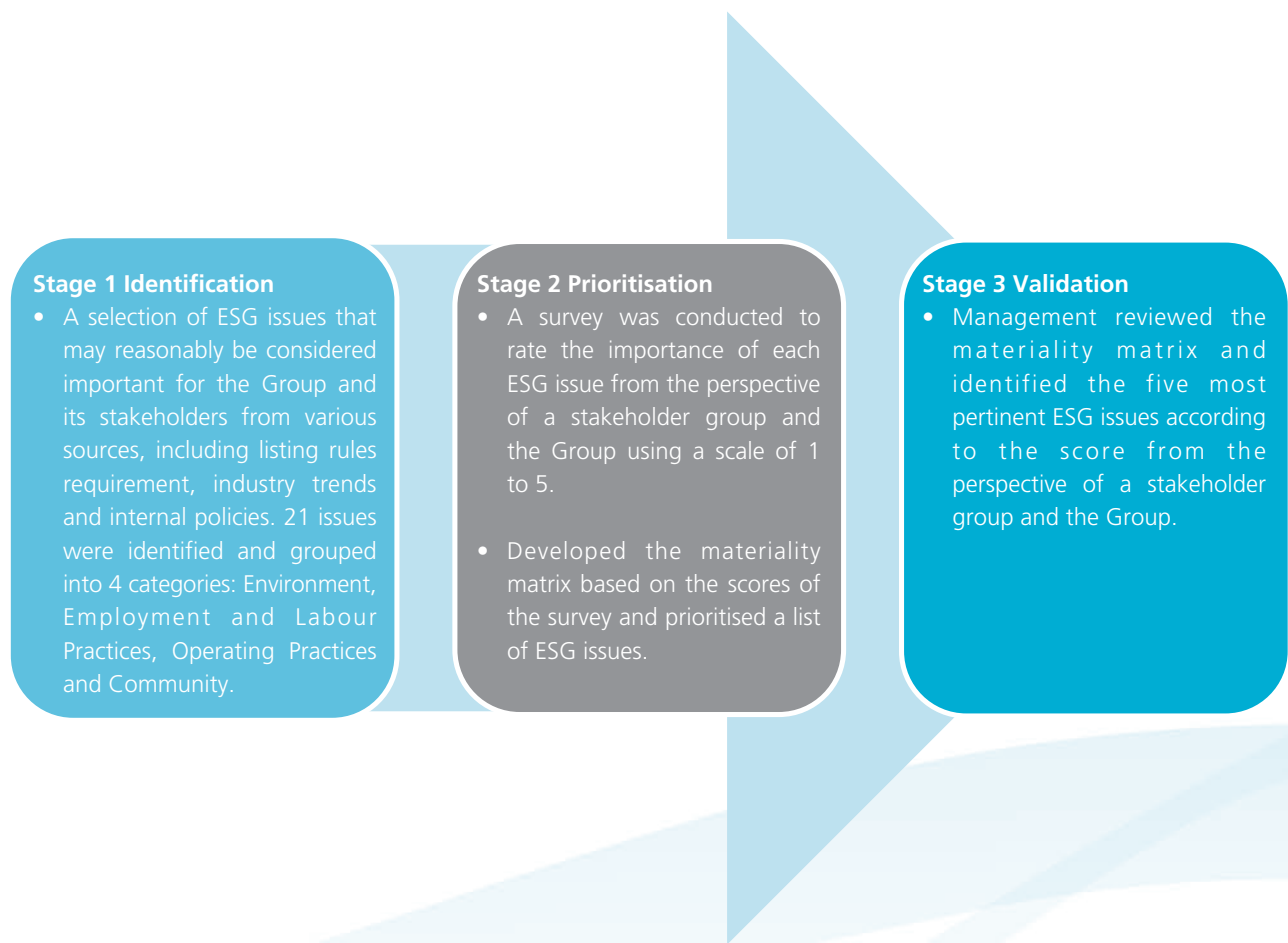 Stage 1 Identification
• A selection of ESG issues that
may reasonably be considered
important for the Group and
its stakeholders from various
sources, including listing rules
requirement, industry trends
and internal policies. 21 issues
were identified and grouped
into 4 categories: Environment,
Employment and Labour
Practices, Operating Practices
and Community.
Stage 2 Prioritisation
• A survey was conducted to
rate the importance of each
ESG issue from the perspective
of a stakeholder group and
the Group using a scale of 1
to 5.
• Developed the materiality
matrix based on the scores of
the survey and prioritised a list
of ESG issues.
Stage 3 Validation
• Management reviewed the
materiality matrix and
identified the five most
pertinent ESG issues according
to the score from the
perspective of a stakeholder
group and the Group.